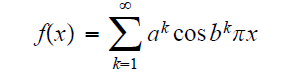 f(x) = ∑_{k=1}^{∞} a^k cos b^k πx